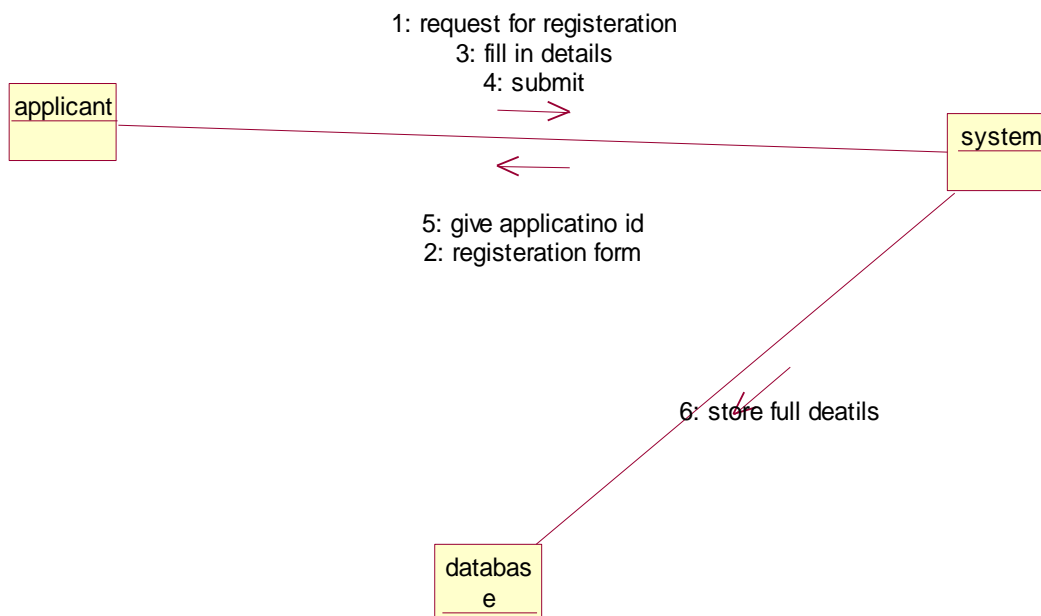 1: request for registeration
3: fill in details
4: submit
applicant
system
5: give applicatino id
2: registeration form
6: store full deatils
databas
e